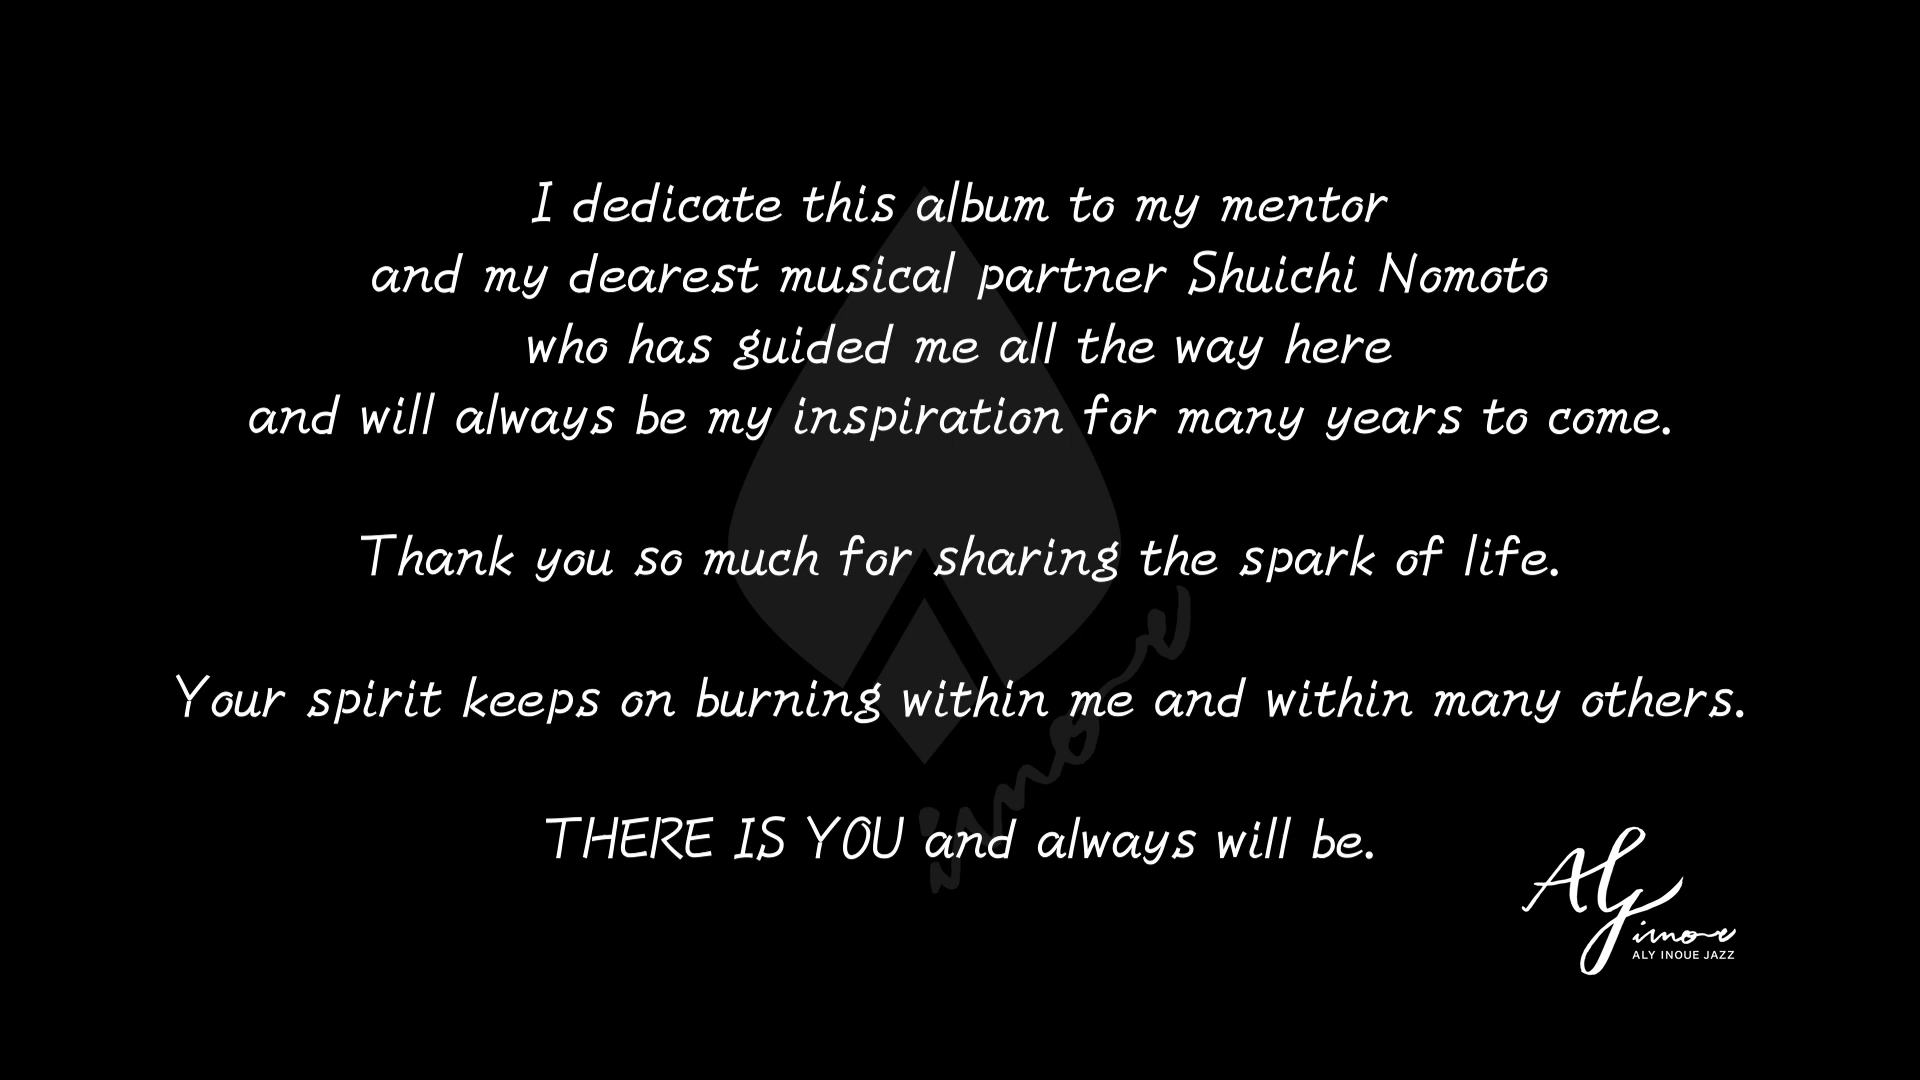 I dedicate this album to my mentor
and my dearest musical partner Shuichi Nomoto
who has guided me all the way here
and will always be my inspiration for many years to come.
Thank you so much for sharing the spark of life.
Your spirit keeps on burning within me and within many others.
THERE IS YOU and always will be.
inoue
Aly
inoue
ALY INOUE JAZZ